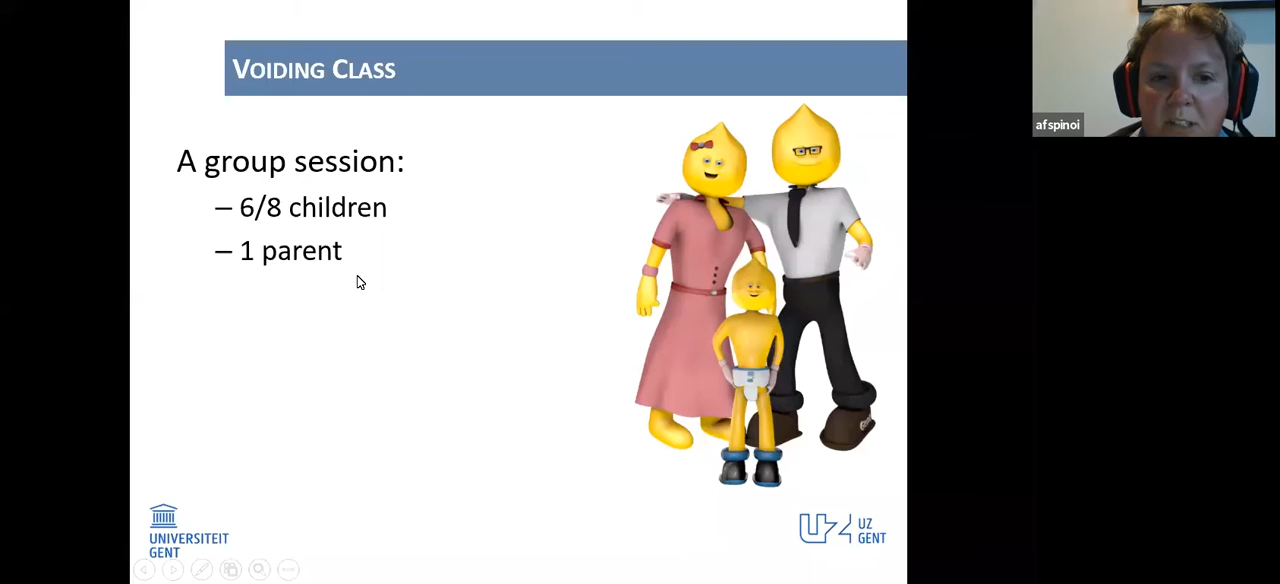 VOIDING CLASS
A group session:
– 6/8 children
– 1 parent
UNIVERSITEIT
GENT
UZ
GENT
afspinoi